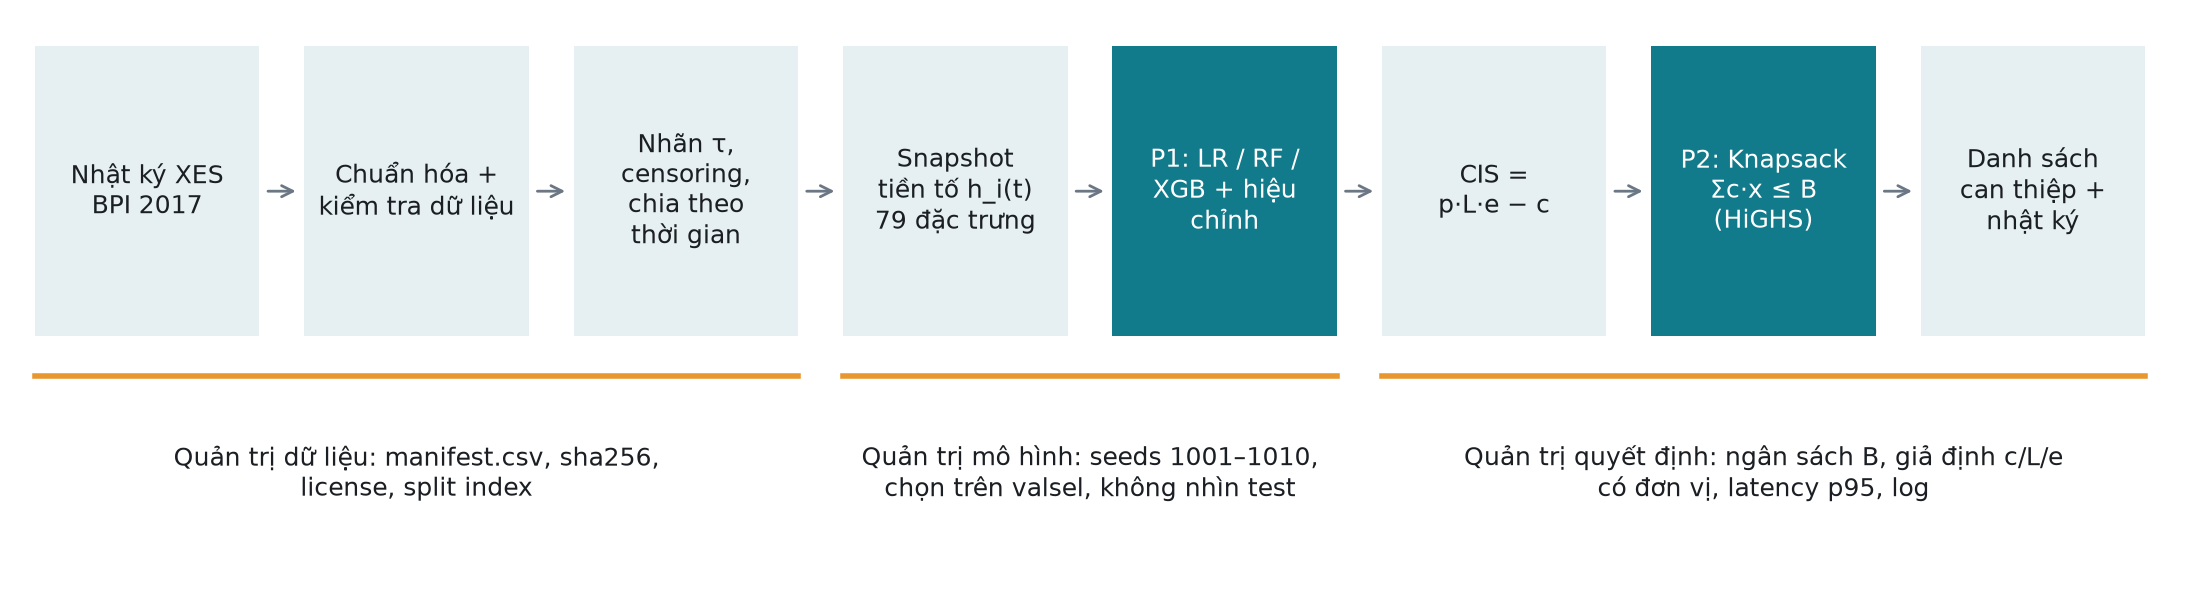 Nhật ký XES
BPI 2017
Chuẩn hóa +
kiểm tra dữ liệu
Nhãn τ,
censoring,
chia theo
thời gian
Snapshot
tiền tố h_i(t)
79 đặc trưng
P1: LR / RF /
XGB + hiệu
chỉnh
CIS =
p·L·e − c
P2: Knapsack
Σc·x ≤ B
(HiGHS)
Danh sách
can thiệp +
nhật ký
Quản trị dữ liệu: manifest.csv, sha256,
license, split index
Quản trị mô hình: seeds 1001–1010,
chọn trên valsel, không nhìn test
Quản trị quyết định: ngân sách B, giả định c/L/e
có đơn vị, latency p95, log